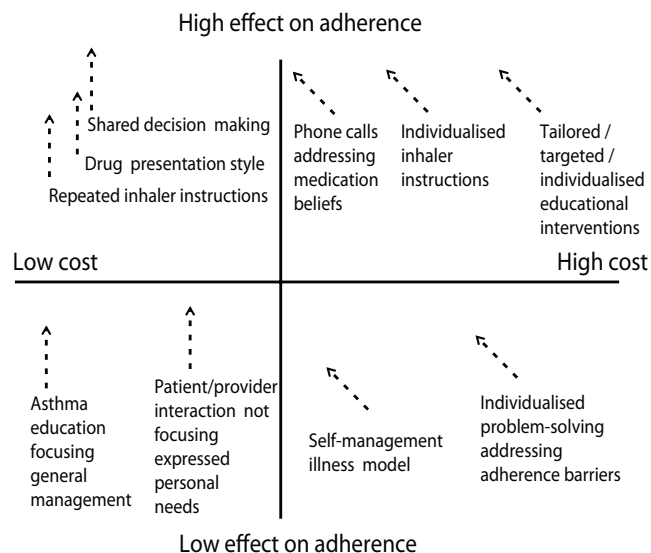 High effect on adherence
Shared decision making
Drug presentation style
Repeated inhaler instructions
Phone calls
addressing
medication
beliefs
Individualised
inhaler
instructions
Tailored /
targeted /
individualised
educational
interventions
Low cost
High cost
Asthma
education
focusing
general
management
Patient/provider
interaction not
focusing
expressed
personal
needs
Self-management
illness model
Individualised
problem-solving
addressing
adherence barriers
Low effect on adherence